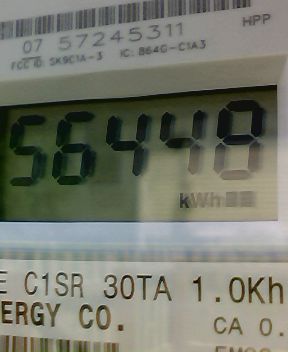 07 57245311
HPP
FCC ID: SK9C1A-3 IC: 864G-C1A3
56448
kWh
E C1SR 30TA 1.0Kh
ERGY CO.
CA 0.